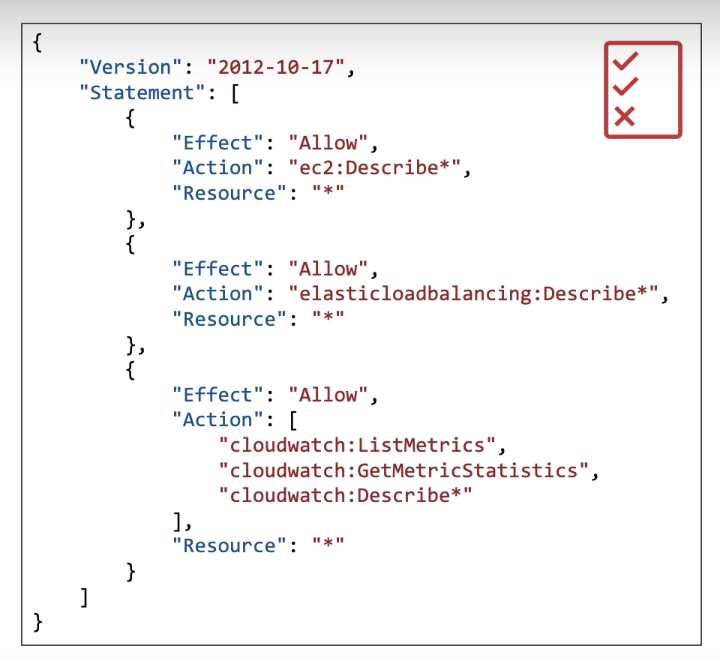 {
"Version": "2012-10-17",
"Statement": [
{
"Effect": "Allow",
"Action": "ec2:Describe*",
"Resource": "*"
},
{
"Effect": "Allow",
"Action": "elasticloadbalancing:Describe*",
"Resource": "*"
},
{
"Effect": "Allow",
"Action": [
"cloudwatch:ListMetrics",
"cloudwatch:GetMetricStatistics",
"cloudwatch:Describe*"
],
"Resource": "*"
}
]
}